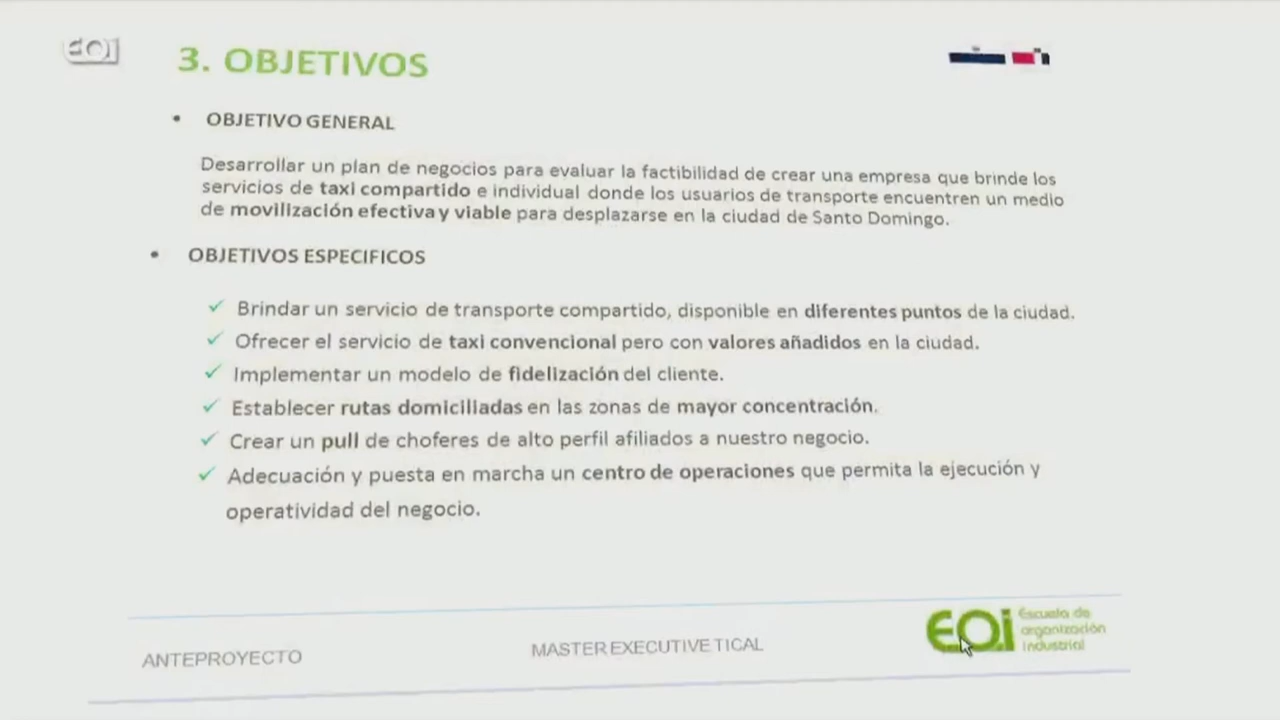 EOI
3. OBJETIVOS
• OBJETIVO GENERAL
Desarrollar un plan de negocios para evaluar la factibilidad de crear una empresa que brinde los
servicios de taxi compartido e individual donde los usuarios de transporte encuentren un medio
de movilización efectiva y viable para desplazarse en la ciudad de Santo Domingo.
• OBJETIVOS ESPECIFICOS
✓ Brindar un servicio de transporte compartido, disponible en diferentes puntos de la ciudad.
✓ Ofrecer el servicio de taxi convencional pero con valores añadidos en la ciudad.
✓ Implementar un modelo de fidelización del cliente.
✓ Establecer rutas domiciliadas en las zonas de mayor concentración.
✓ Crear un pull de choferes de alto perfil afiliados a nuestro negocio.
✓ Adecuación y puesta en marcha un centro de operaciones que permita la ejecución y
operatividad del negocio.
ANTEPROYECTO
MASTER EXECUTIVE TICAL
EOi
Escuela de
organización
industrial